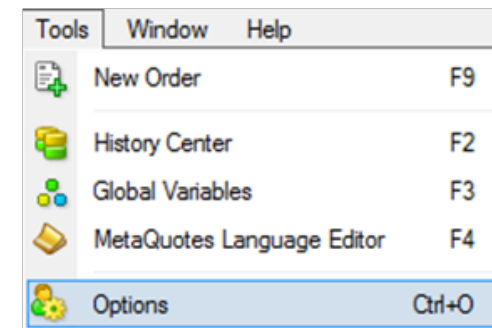 Tools Window Help
New Order F9
History Center F2
Global Variables F3
MetaQuotes Language Editor F4
Options Ctrl+O